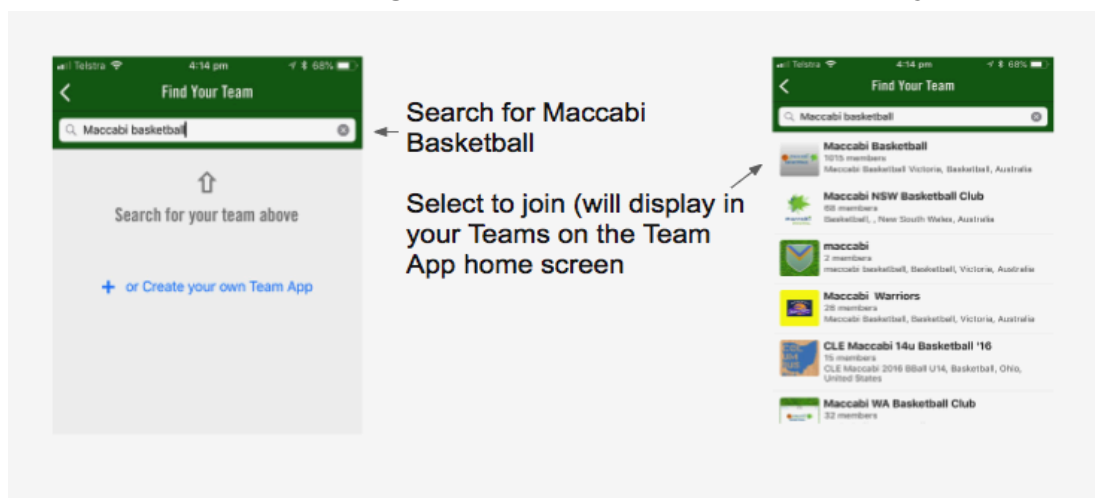 Telstra 4:14 pm 68%
Find Your Team
Maccabi basketball
Search for your team above
+ or Create your own Team App
Search for Maccabi
Basketball
Select to join (will display in
your Teams on the Team
App home screen
Telstra 4:14 pm 68%
Find Your Team
Maccabi basketball
Maccabi Basketball
1015 members
Maccabi Basketball Victoria, Basketball, Australia
Maccabi NSW Basketball Club
68 members
Basketball, , New South Wales, Australia
maccabi
2 members
maccabi basketball, Basketball, Victoria, Australia
Maccabi Warriors
28 members
Maccabi Basketball, Basketball, Victoria, Australia
COL
UM
BUS
CLE Maccabi 14u Basketball '16
15 members
CLE Maccabi 2016 BBall U14, Basketball, Ohio,
United States
Maccabi WA Basketball Club
32 members